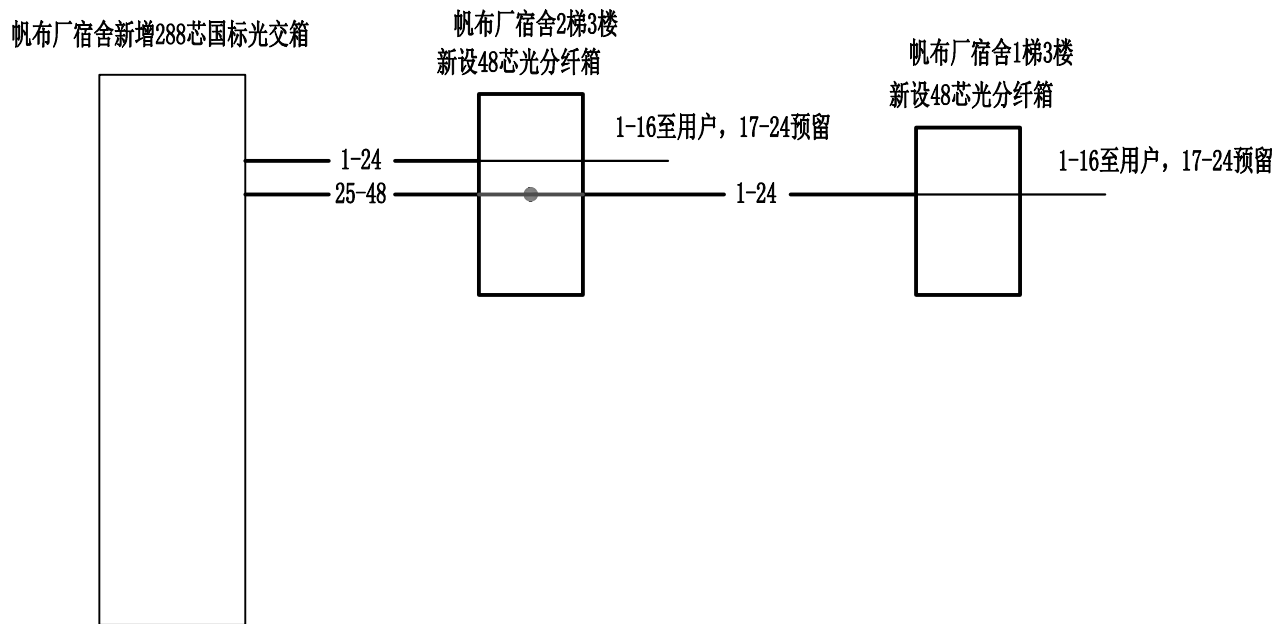 帆布厂宿舍新增288芯国标光交箱
帆布厂宿舍2梯3楼
新设48芯光分纤箱
帆布厂宿舍1梯3楼
新设48芯光分纤箱
1-16至用户，17-24预留
1-24
1-16至用户，17-24预留
25-48
1-24